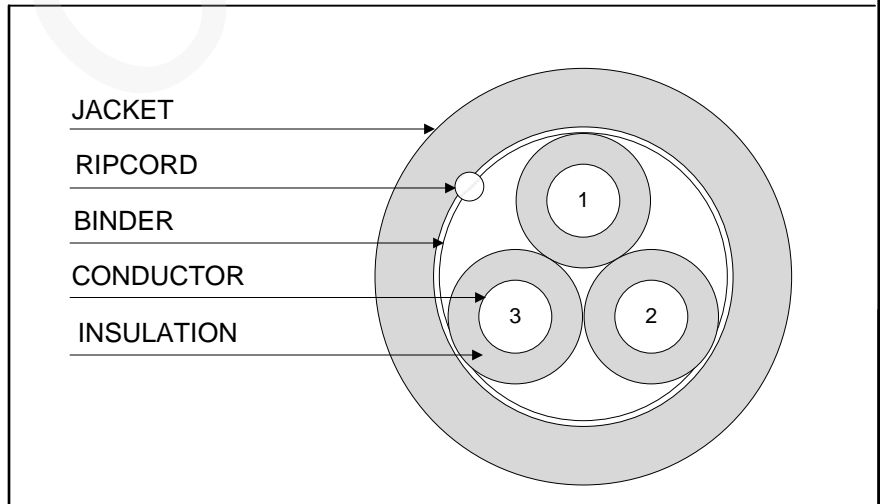 JACKET
RIPCORD
BINDER
CONDUCTOR
INSULATION
1
3
2